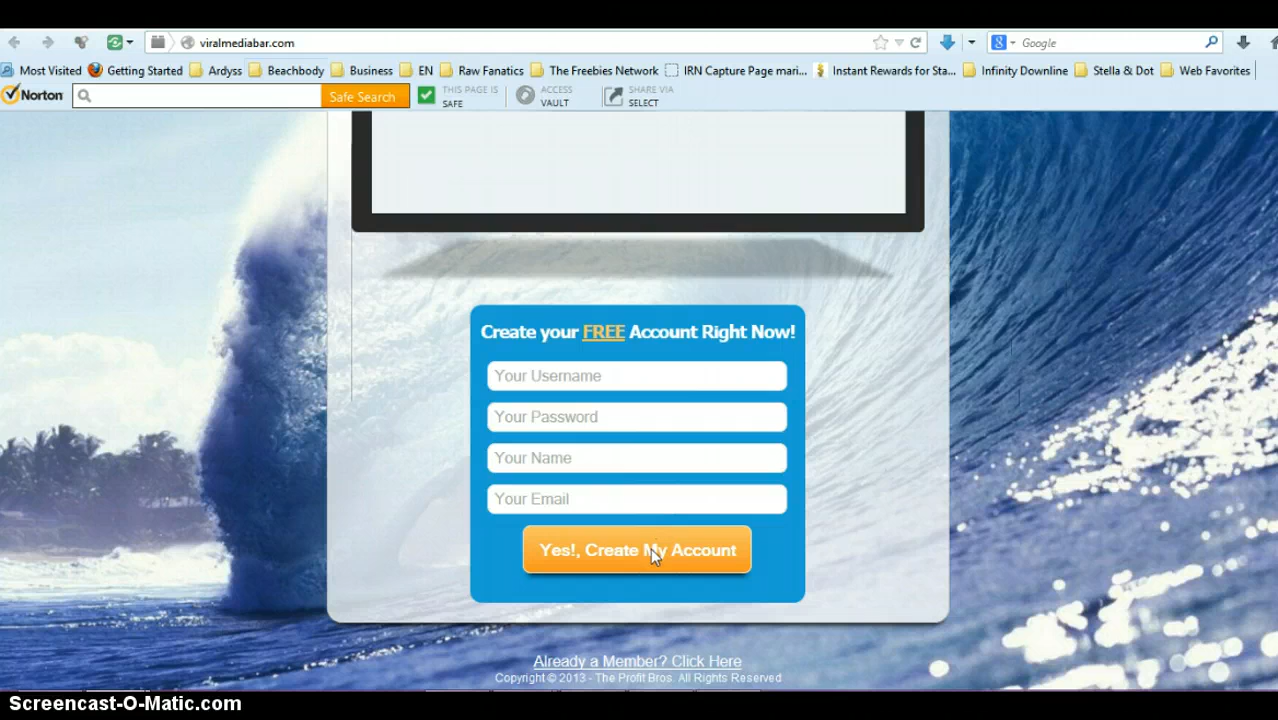 viralmediabar.com
Google
Most Visited Getting Started Ardyss Beachbody Business EN Raw Fanatics The Freebies Network IRN Capture Page mari... Instant Rewards for Sta... Infinity Downline Stella & Dot Web Favorites
Norton Safe Search THIS PAGE IS SAFE ACCESS VAULT SHARE VIA SELECT
Create your FREE Account Right Now!
Your Username
Your Password
Your Name
Your Email
Yes!, Create My Account
Already a Member? Click Here
Copyright © 2013 - The Profit Bros. All Rights Reserved
Screencast-O-Matic.com